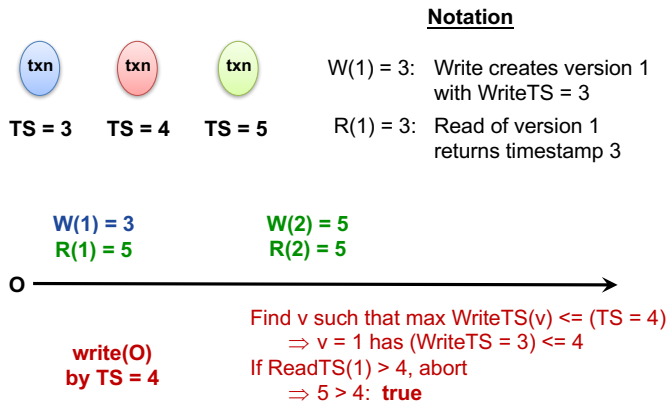 Notation
txn txn txn
TS = 3 TS = 4 TS = 5
W(1) = 3: Write creates version 1
with WriteTS = 3
R(1) = 3: Read of version 1
returns timestamp 3
W(1) = 3 W(2) = 5
R(1) = 5 R(2) = 5
O
write(O)
by TS = 4
Find v such that max WriteTS(v) <= (TS = 4)
⇒ v = 1 has (WriteTS = 3) <= 4
If ReadTS(1) > 4, abort
⇒ 5 > 4: true